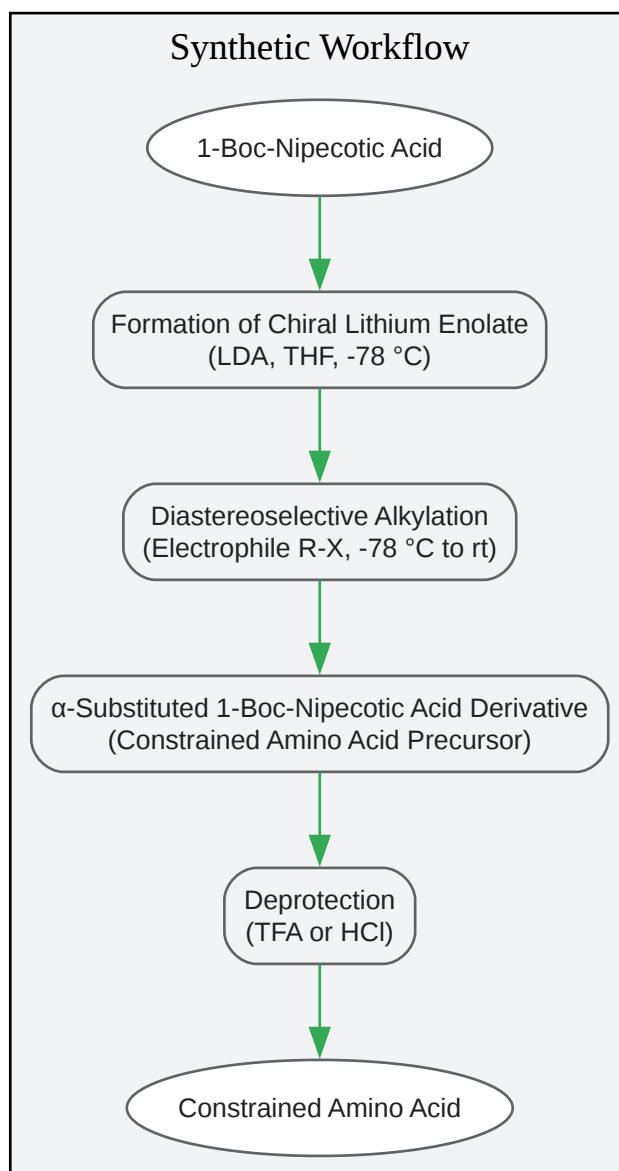 Synthetic Workflow
1-Boc-Nipecotic Acid
Formation of Chiral Lithium Enolate
(LDA, THF, -78 °C)
Diastereoselective Alkylation
(Electrophile R-X, -78 °C to rt)
α-Substituted 1-Boc-Nipecotic Acid Derivative
(Constrained Amino Acid Precursor)
Deprotection
(TFA or HCl)
Constrained Amino Acid